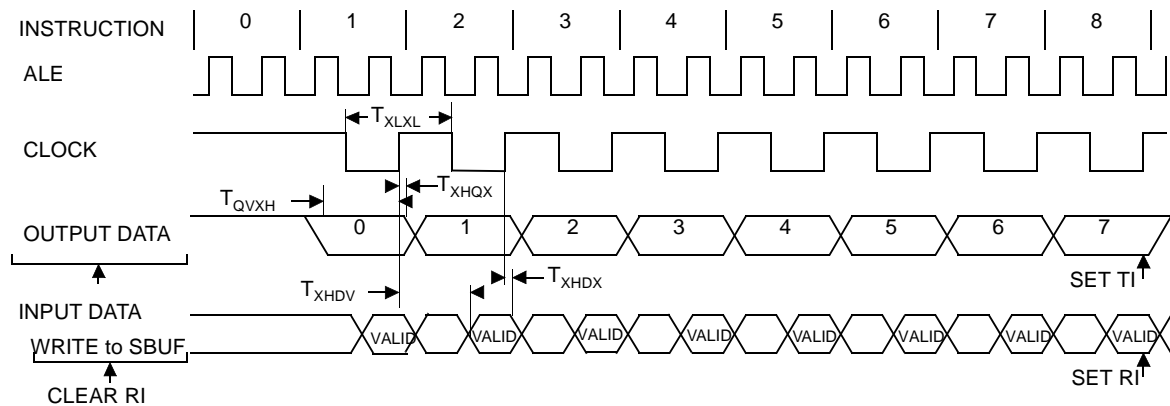 INSTRUCTION 0 1 2 3 4 5 6 7 8
ALE
TXLXL
CLOCK
TXHQX
TQVXH
OUTPUT DATA 0 1 2 3 4 5 6 7
SET TI
TXHDV TXHDX
INPUT DATA
VALID VALID VALID VALID VALID VALID VALID VALID
WRITE to SBUF
SET RI
CLEAR RI